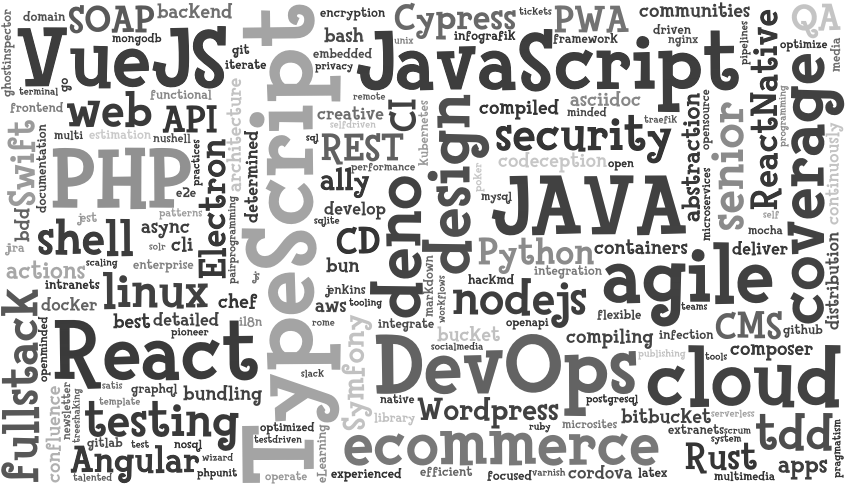 ghostinspector
domain
SOAP
backend
mongodb
VueJS
git
iterate
terminal
go
functional
frontend
web
API
multi
estimation
nushell
architecture
Swift
documentation
PHP
practices
e2e
Electron
determined
bdd
jest
patterns
pairprogramming
shell
async
jra
solr
cli
scaling
enterprise
actions
intranets
linux
chef
docker
best
detailed
il8n
pioneer
openminded
React
fullstack
satis
graphql
bundling
confluence
newsletter
treeshaking
template
testing
gitlab
test
nosql
wizard
Angular
phpunit
talented
TypeScript
qr
optimized
testdriven
operate
eLearning
slack
rome
encryption
bash
unix
embedded
privacy
remote
creative
selfdriven
sql
REST
CI
Kubernetes
performance
ally
develop
sqlite
CD
bun
jenkins
aws
tooling
integrate
Symfony
deno
design
markdown
workflows
Cypress
tickets
infografik
PWA
framework
communities
driven
nginx
pipelines
JavaScript
compiled
asciidoc
minded
traefik
security
codeception
open
poker
mysql
JAVA
abstraction
opensource
microservices
senior
ReactNative
programming
self
mocha
QA
optimize
media
coverage
continuously
distribution
Python
containers
deliver
integration
hacKmd
nodejs
agile
teams
flexible
openapi
CMS
github
bucket
socialmedia
compiling
infection
composer
publishing
tools
DevOps
cloud
native
postgresql
library
Wordpress
ruby
microsites
bitbucket
serverless
extranets
scrum
system
tdd
pragmatism
ecommerce
Rust
apps
multimedia
experienced
efficient
focused
varnish
cordova
latex